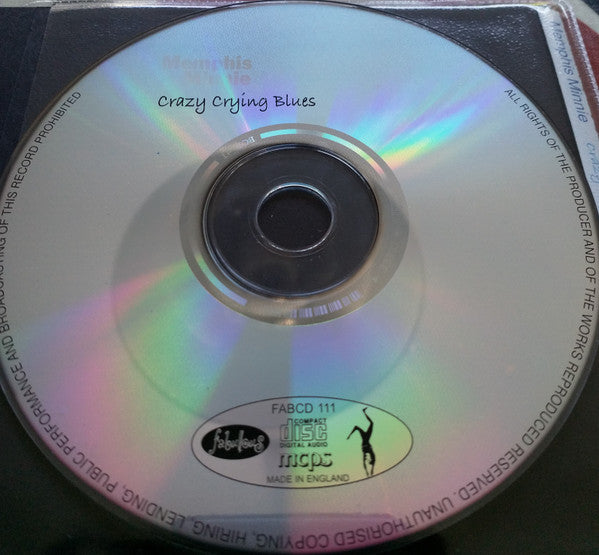 Memphis
Minnie
Crazy Crying Blues
ALL RIGHTS OF THE PRODUCER AND OF THE WORKS REPRODUCED RESERVED. UNAUTHORISED COPYING, HIRING, LENDING, PUBLIC PERFORMANCE AND BROADCASTING OF THIS RECORD PROHIBITED
FABCD 111
fabulous
COMPACT
disc
DIGITAL AUDIO
mcps
MADE IN ENGLAND
Memphis Minnie
crazy